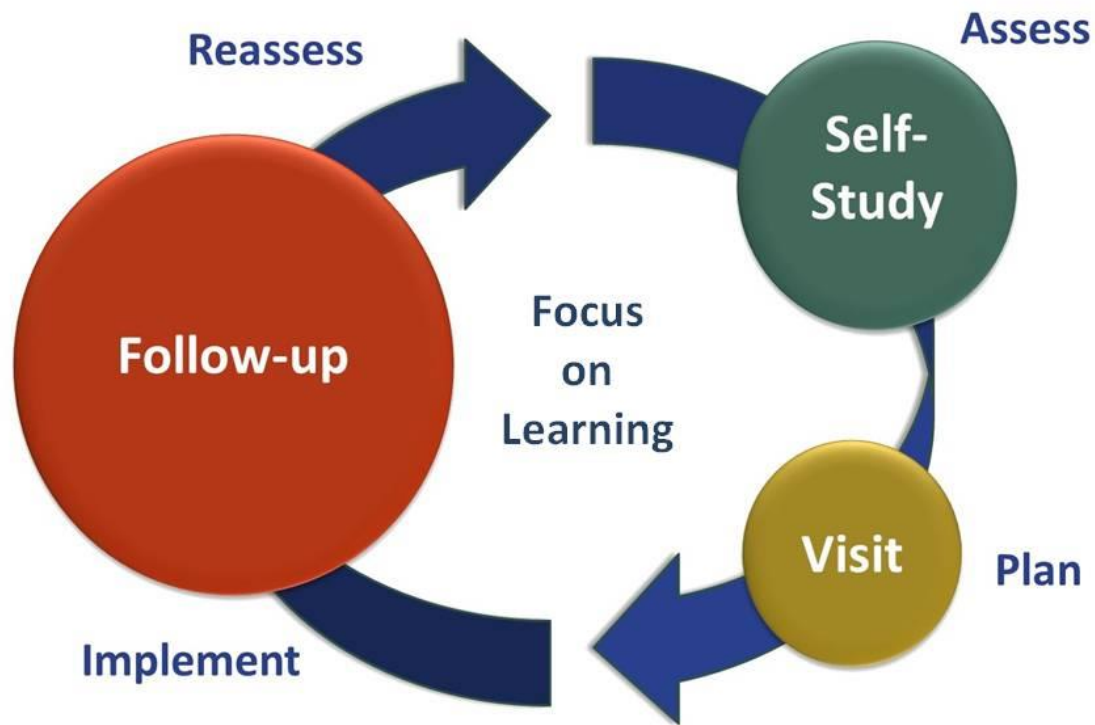 Reassess
Assess
Self-
Study
Follow-up
Focus
on
Learning
Visit
Plan
Implement